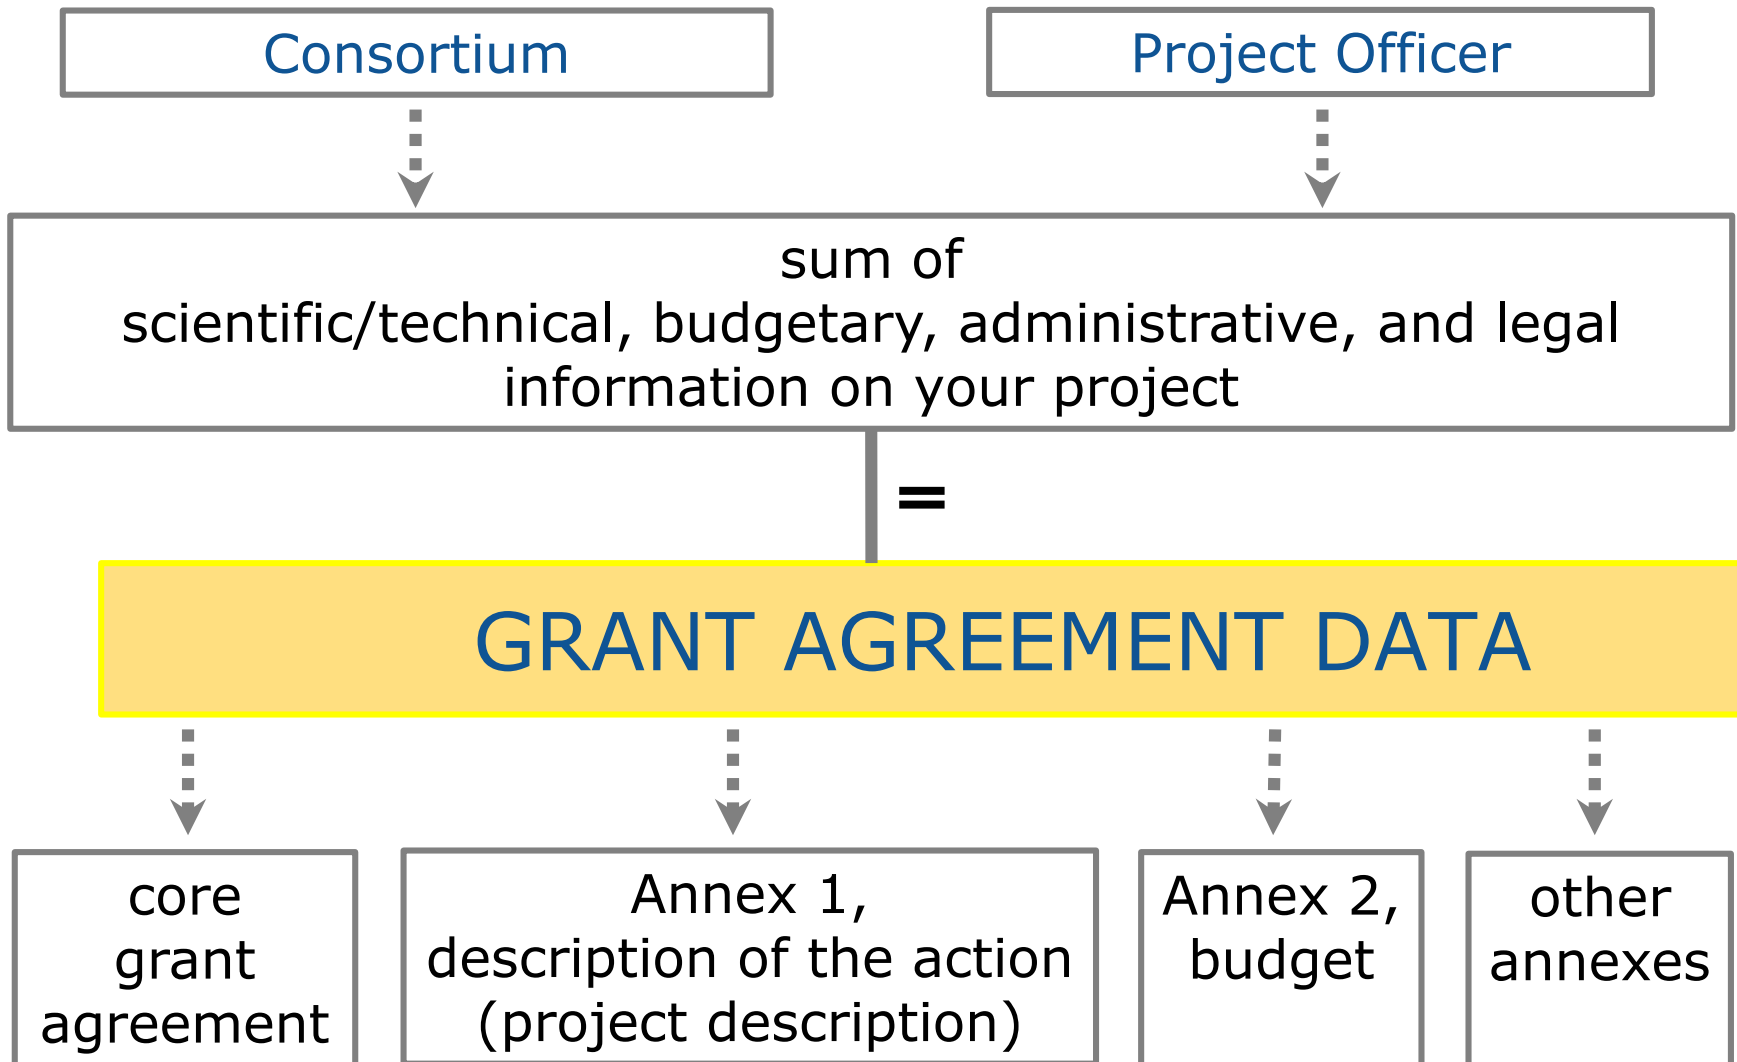 Consortium
Project Officer
sum of
scientific/technical, budgetary, administrative, and legal
information on your project
=
GRANT AGREEMENT DATA
core
grant
agreement
Annex 1,
description of the action
(project description)
Annex 2,
budget
other
annexes